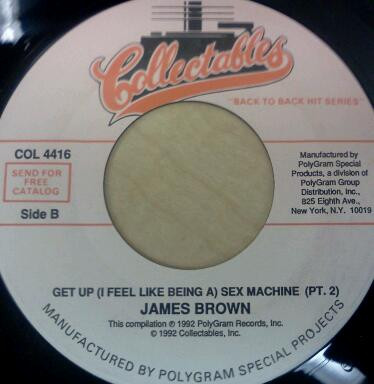 Collectables
"BACK TO BACK HIT SERIES"
COL 4416
SEND FOR
FREE
CATALOG
Side B
Manufactured by
PolyGram Special
Products, a division of
PolyGram Group
Distribution, Inc.,
825 Eighth Ave.,
New York, N.Y. 10019
GET UP (I FEEL LIKE BEING A) SEX MACHINE (PT. 2)
JAMES BROWN
This compilation ℗ 1992 PolyGram Records, Inc.
© 1992 Collectables, Inc.
MANUFACTURED BY POLYGRAM SPECIAL PROJECTS